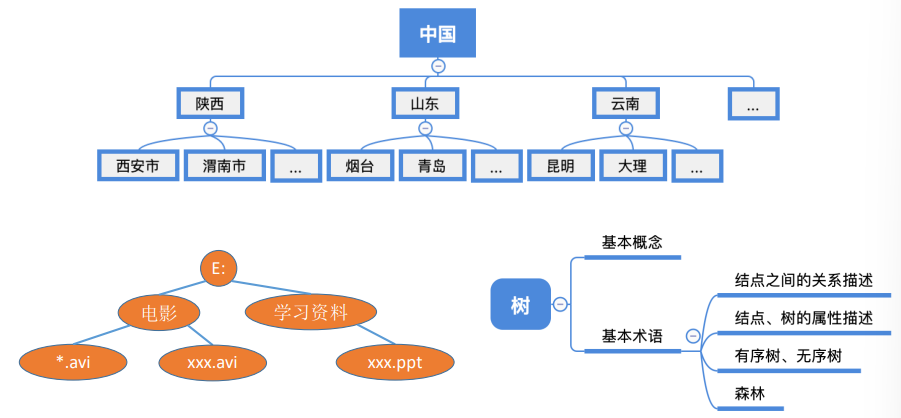 中国
陕西
山东
云南
...
西安市
渭南市
...
烟台
青岛
...
昆明
大理
...
E:
电影
学习资料
*.avi
xxx.avi
xxx.ppt
树
基本概念
基本术语
结点之间的关系描述
结点、树的属性描述
有序树、无序树
森林